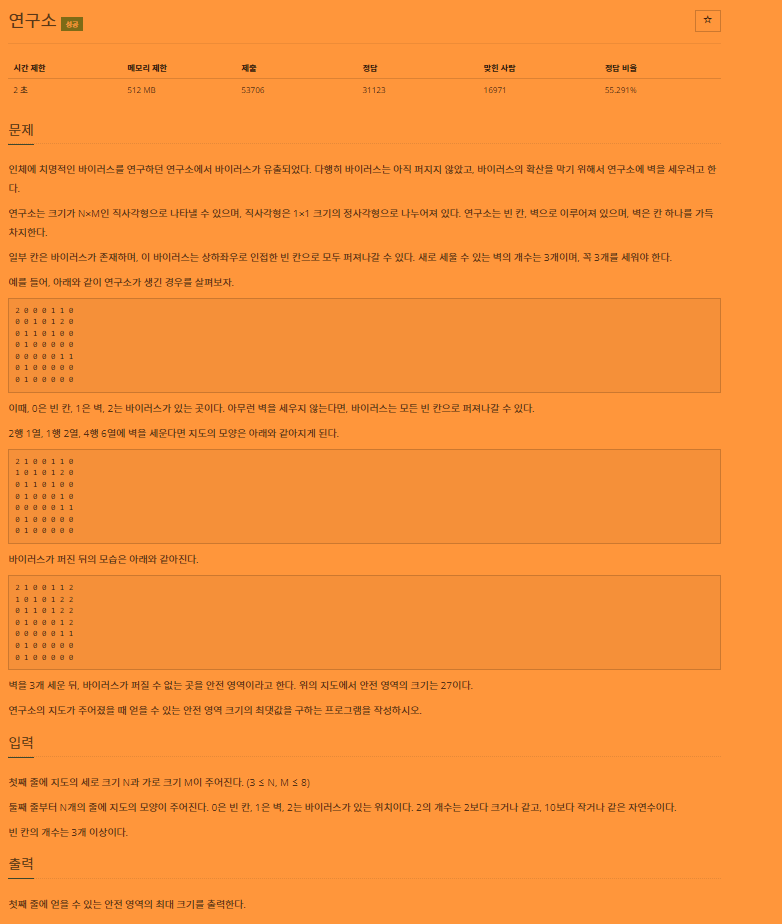 연구소 성공
☆
시간 제한 메모리 제한 제출 정답 맞힌 사람 정답 비율
2 초 512 MB 53706 31123 16971 55.291%
문제
인체에 치명적인 바이러스를 연구하던 연구소에서 바이러스가 유출되었다. 다행히 바이러스는 아직 퍼지지 않았고, 바이러스의 확산을 막기 위해서 연구소에 벽을 세우려고 한
다.
연구소는 크기가 N×M인 직사각형으로 나타낼 수 있으며, 직사각형은 1×1 크기의 정사각형으로 나누어져 있다. 연구소는 빈 칸, 벽으로 이루어져 있으며, 벽은 칸 하나를 가득
차지한다.
일부 칸은 바이러스가 존재하며, 이 바이러스는 상하좌우로 인접한 빈 칸으로 모두 퍼져나갈 수 있다. 새로 세울 수 있는 벽의 개수는 3개이며, 꼭 3개를 세워야 한다.
예를 들어, 아래와 같이 연구소가 생긴 경우를 살펴보자.
2 0 0 0 1 1 0
0 0 1 0 1 2 0
0 1 1 0 1 0 0
0 1 0 0 0 0 0
0 0 0 0 0 1 1
0 1 0 0 0 0 0
0 1 0 0 0 0 0
이때, 0은 빈 칸, 1은 벽, 2는 바이러스가 있는 곳이다. 아무런 벽을 세우지 않는다면, 바이러스는 모든 빈 칸으로 퍼져나갈 수 있다.
2행 1열, 1행 2열, 4행 6열에 벽을 세운다면 지도의 모양은 아래와 같아지게 된다.
2 1 0 0 1 1 0
1 0 1 0 1 2 0
0 1 1 0 1 0 0
0 1 0 0 0 1 0
0 0 0 0 0 1 1
0 1 0 0 0 0 0
0 1 0 0 0 0 0
바이러스가 퍼진 뒤의 모습은 아래와 같아진다.
2 1 0 0 1 1 2
1 0 1 0 1 2 2
0 1 1 0 1 2 2
0 1 0 0 0 1 2
0 0 0 0 0 1 1
0 1 0 0 0 0 0
0 1 0 0 0 0 0
벽을 3개 세운 뒤, 바이러스가 퍼질 수 없는 곳을 안전 영역이라고 한다. 위의 지도에서 안전 영역의 크기는 27이다.
연구소의 지도가 주어졌을 때 얻을 수 있는 안전 영역 크기의 최댓값을 구하는 프로그램을 작성하시오.
입력
첫째 줄에 지도의 세로 크기 N과 가로 크기 M이 주어진다. (3 ≤ N, M ≤ 8)
둘째 줄부터 N개의 줄에 지도의 모양이 주어진다. 0은 빈 칸, 1은 벽, 2는 바이러스가 있는 위치이다. 2의 개수는 2보다 크거나 같고, 10보다 작거나 같은 자연수이다.
빈 칸의 개수는 3개 이상이다.
출력
첫째 줄에 얻을 수 있는 안전 영역의 최대 크기를 출력한다.